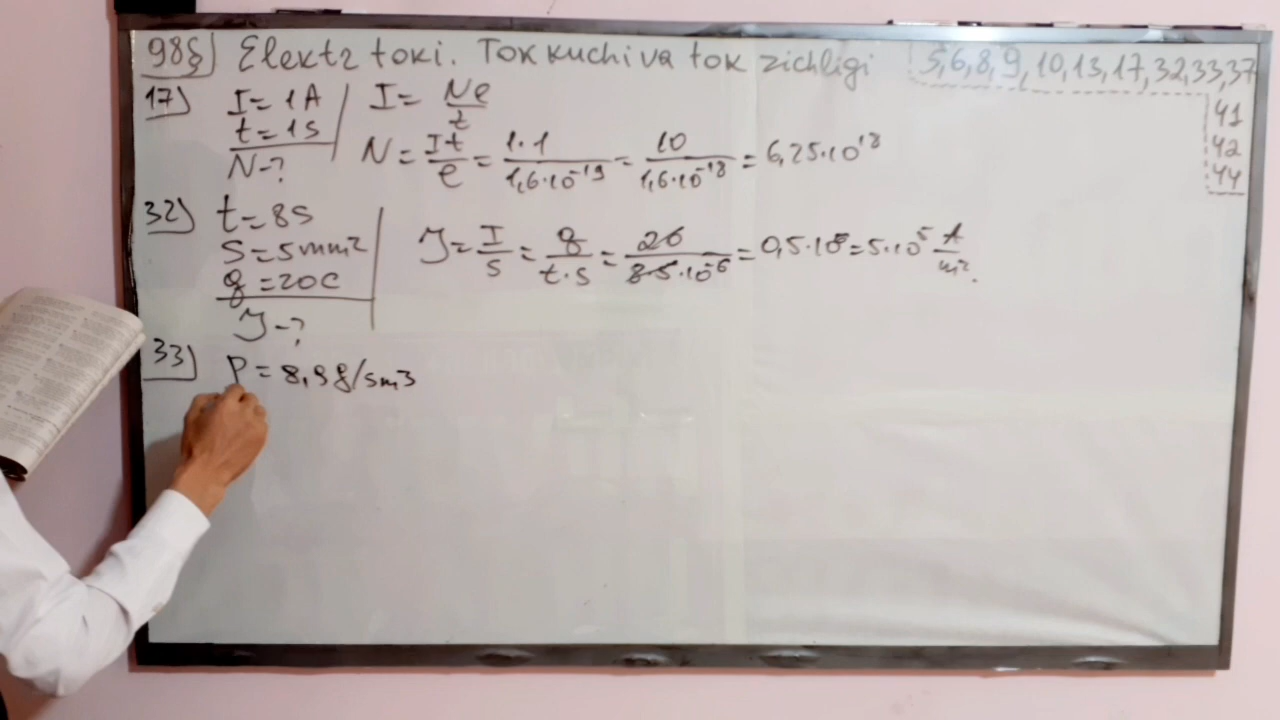 98§) Elektr toki. Tok kuchi va tok zichligi
5,6,8,9,10,13,17,32,33,37
41
42
44
17) I = 1A
t = 1s
N-?
I = Ne/t
N = It/e = 1·1/1,6·10⁻¹⁹ = 10/1,6·10⁻¹⁸ = 6,25·10¹⁸
32) t = 8s
S = 5mm²
q = 20C
J-?
J = I/S = q/t·S = 20/8·5·10⁻⁶ = 0,5·10⁶ = 5·10⁵ A/m².
33) ρ = 8,9g/sm³